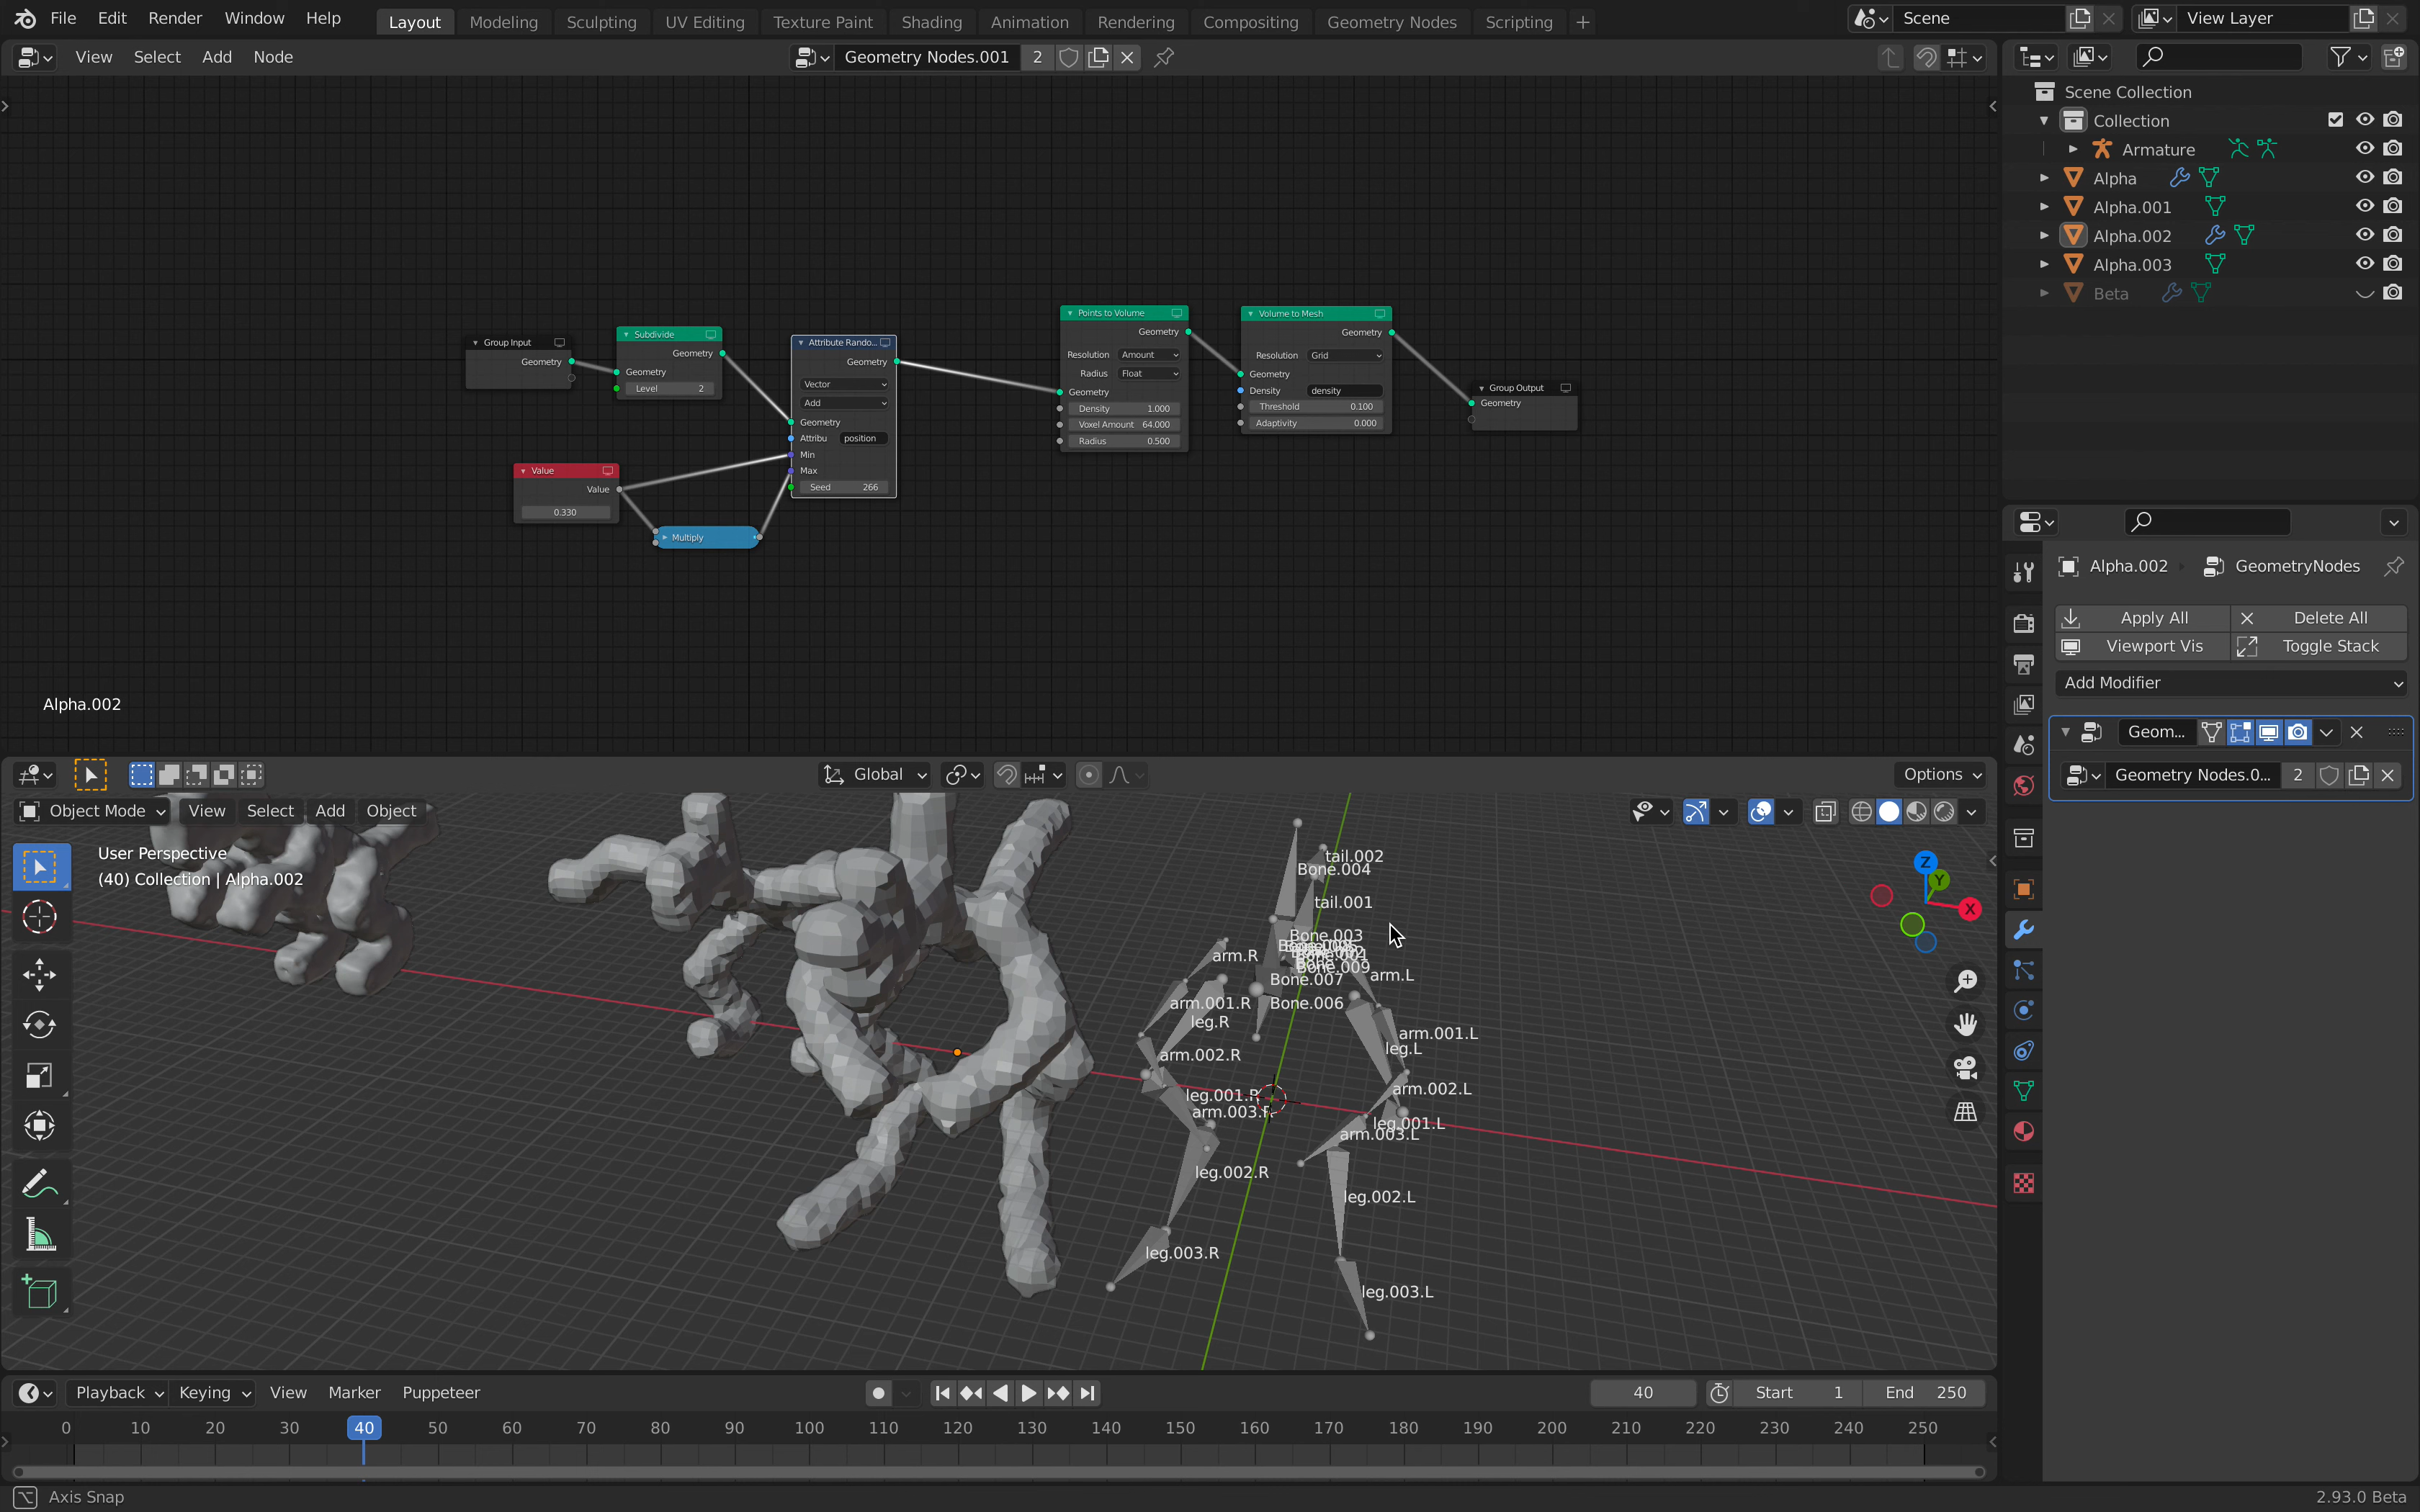 File Edit Render Window Help Layout Modeling Sculpting UV Editing Texture Paint Shading Animation Rendering Compositing Geometry Nodes Scripting + Scene View Layer
View Select Add Node Geometry Nodes.001 2
Scene Collection
Collection
Armature
Alpha
Alpha.001
Alpha.002
Alpha.003
Beta
Group Input
Geometry
Subdivide
Geometry
Geometry
Level 2
Value
Value
0.330
Multiply
Attribute Rando...
Geometry
Vector
Add
Geometry
Attribu position
Min
Max
Seed 266
Points to Volume
Geometry
Resolution Amount
Radius Float
Geometry
Density 1.000
Voxel Amount 64.000
Radius 0.500
Volume to Mesh
Geometry
Resolution Grid
Geometry
Density density
Threshold 0.100
Adaptivity 0.000
Group Output
Geometry
Alpha.002
Alpha.002 GeometryNodes
Apply All Delete All
Viewport Vis Toggle Stack
Add Modifier
Geom...
Geometry Nodes.0... 2
Global Options
Object Mode View Select Add Object
User Perspective
(40) Collection | Alpha.002
Z
Y
X
tail.002
Bone.004
tail.001
Bone.003
Bone.001
Bone.009
arm.R
arm.L
Bone.007
arm.001.R
Bone.006
leg.R
arm.001.L
leg.L
arm.002.R
arm.002.L
leg.001.R
arm.003.R
leg.001.L
arm.003.L
leg.002.R
leg.002.L
leg.003.R
leg.003.L
Playback Keying View Marker Puppeteer 40 Start 1 End 250
0 10 20 30 40 50 60 70 80 90 100 110 120 130 140 150 160 170 180 190 200 210 220 230 240 250
Axis Snap 2.93.0 Beta